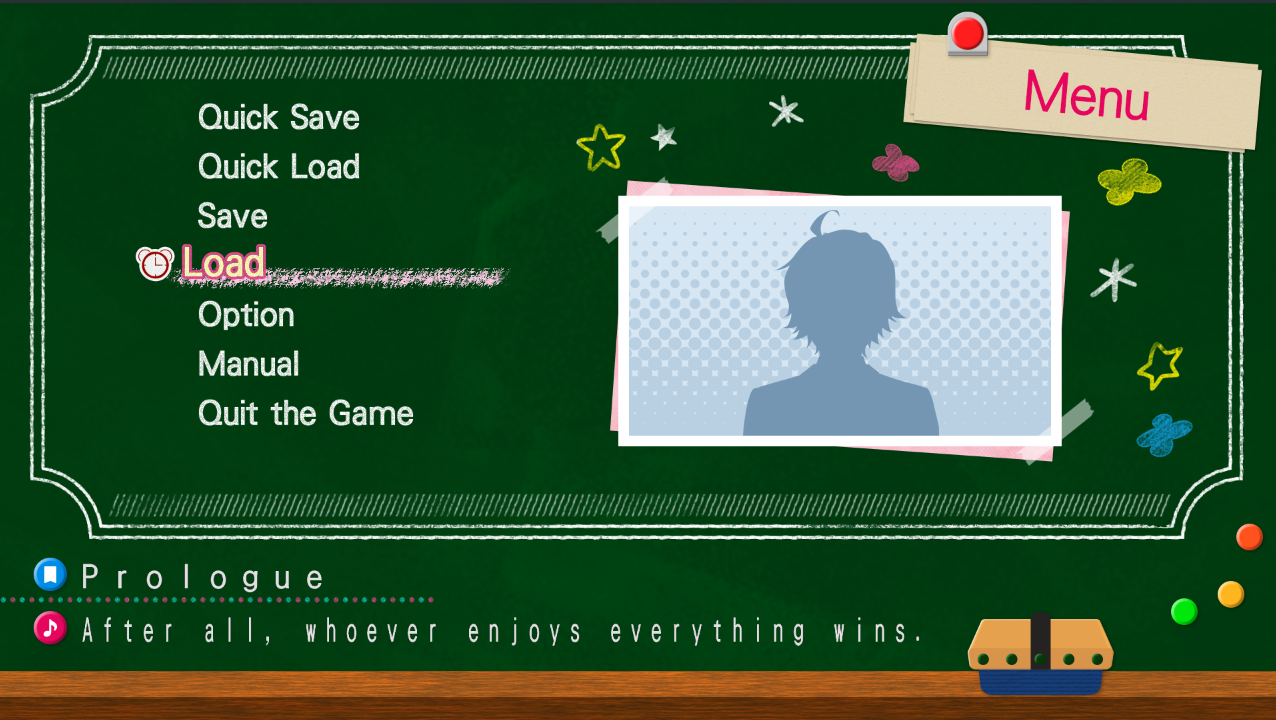 Menu
Quick Save
Quick Load
Save
Load
Option
Manual
Quit the Game
Prologue
After all, whoever enjoys everything wins.